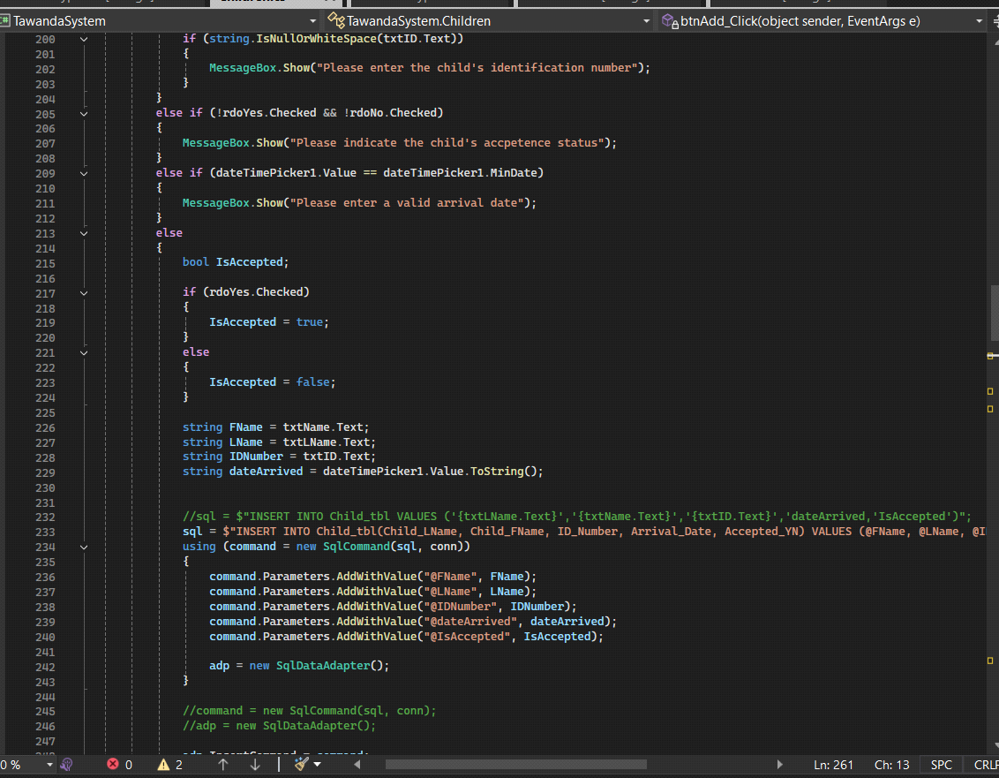 TawandaSystem TawandaSystem.Children btnAdd_Click(object sender, EventArgs e)
200 if (string.IsNullOrWhiteSpace(txtID.Text))
201 {
202 MessageBox.Show("Please enter the child's identification number");
203 }
204 }
205 else if (!rdoYes.Checked && !rdoNo.Checked)
206 {
207 MessageBox.Show("Please indicate the child's accpetence status");
208 }
209 else if (dateTimePicker1.Value == dateTimePicker1.MinDate)
210 {
211 MessageBox.Show("Please enter a valid arrival date");
212 }
213 else
214 {
215 bool IsAccepted;
216
217 if (rdoYes.Checked)
218 {
219 IsAccepted = true;
220 }
221 else
222 {
223 IsAccepted = false;
224 }
225
226 string FName = txtName.Text;
227 string LName = txtLName.Text;
228 string IDNumber = txtID.Text;
229 string dateArrived = dateTimePicker1.Value.ToString();
230
231
232 //sql = $"INSERT INTO Child_tbl VALUES ('{txtLName.Text}','{txtName.Text}','{txtID.Text}','dateArrived,'IsAccepted')";
233 sql = $"INSERT INTO Child_tbl(Child_LName, Child_FName, ID_Number, Arrival_Date, Accepted_YN) VALUES (@FName, @LName, @I
234 using (command = new SqlCommand(sql, conn))
235 {
236 command.Parameters.AddWithValue("@FName", FName);
237 command.Parameters.AddWithValue("@LName", LName);
238 command.Parameters.AddWithValue("@IDNumber", IDNumber);
239 command.Parameters.AddWithValue("@dateArrived", dateArrived);
240 command.Parameters.AddWithValue("@IsAccepted", IsAccepted);
241
242 adp = new SqlDataAdapter();
243 }
244
245 //command = new SqlCommand(sql, conn);
246 //adp = new SqlDataAdapter();
247
0 % 0 2 Ln: 261 Ch: 13 SPC CRLF